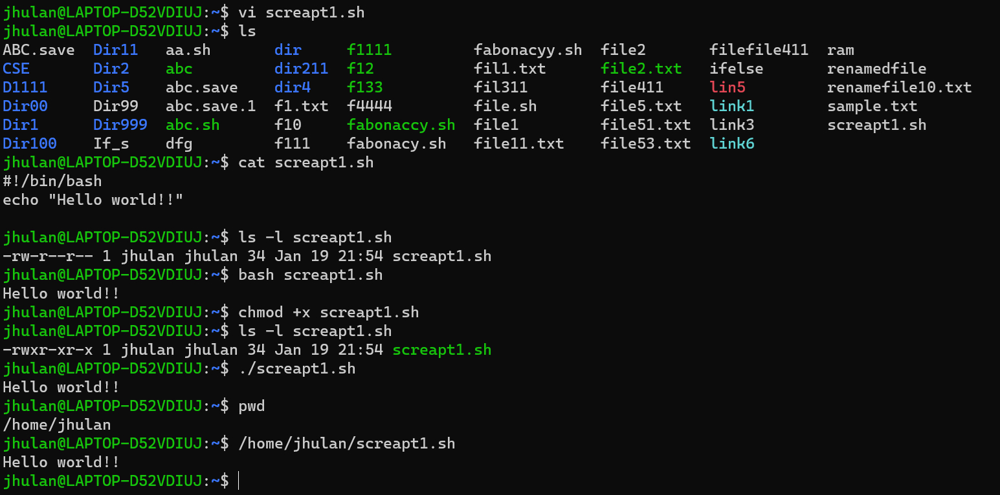 jhulan@LAPTOP-D52VDIUJ:~$ vi screapt1.sh
jhulan@LAPTOP-D52VDIUJ:~$ ls
ABC.save  Dir11   aa.sh       dir     f1111         fabonacyy.sh  file2       filefile411  ram
CSE       Dir2    abc         dir211  f12           fil1.txt      file2.txt   ifelse       renamedfile
D1111     Dir5    abc.save    dir4    f133          fil311        file411     lin5         renamefile10.txt
Dir00     Dir99   abc.save.1  f1.txt  f4444         file.sh       file5.txt   link1        sample.txt
Dir1      Dir999  abc.sh      f10     fabonaccy.sh  file1         file51.txt  link3        screapt1.sh
Dir100    If_s    dfg         f111    fabonacy.sh   file11.txt    file53.txt  link6
jhulan@LAPTOP-D52VDIUJ:~$ cat screapt1.sh
#!/bin/bash
echo "Hello world!!"
jhulan@LAPTOP-D52VDIUJ:~$ ls -l screapt1.sh
-rw-r--r-- 1 jhulan jhulan 34 Jan 19 21:54 screapt1.sh
jhulan@LAPTOP-D52VDIUJ:~$ bash screapt1.sh
Hello world!!
jhulan@LAPTOP-D52VDIUJ:~$ chmod +x screapt1.sh
jhulan@LAPTOP-D52VDIUJ:~$ ls -l screapt1.sh
-rwxr-xr-x 1 jhulan jhulan 34 Jan 19 21:54 screapt1.sh
jhulan@LAPTOP-D52VDIUJ:~$ ./screapt1.sh
Hello world!!
jhulan@LAPTOP-D52VDIUJ:~$ pwd
/home/jhulan
jhulan@LAPTOP-D52VDIUJ:~$ /home/jhulan/screapt1.sh
Hello world!!
jhulan@LAPTOP-D52VDIUJ:~$